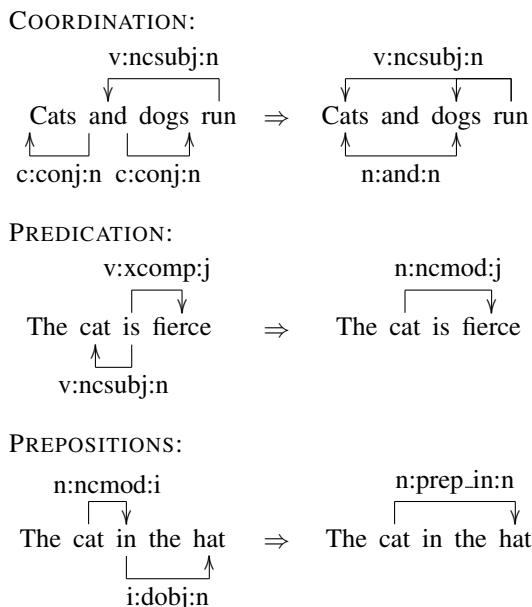 COORDINATION:
v:ncsubj:n v:ncsubj:n
Cats and dogs run ⇒ Cats and dogs run
c:conj:n c:conj:n n:and:n
PREDICATION:
v:xcomp:j n:ncmod:j
The cat is fierce ⇒ The cat is fierce
v:ncsubj:n
PREPOSITIONS:
n:ncmod:i n:prep_in:n
The cat in the hat ⇒ The cat in the hat
i:dobj:n